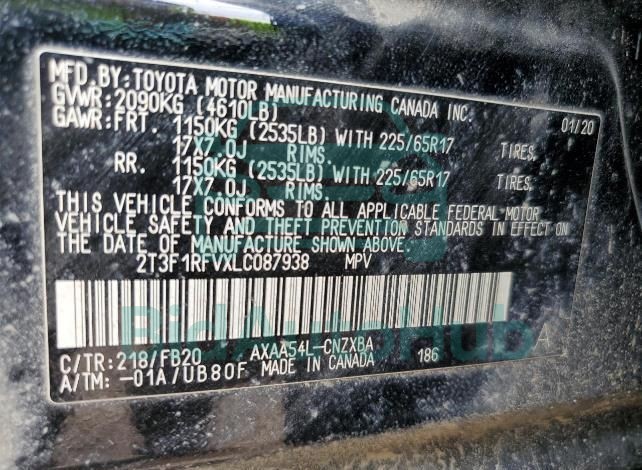 MFD.BY:TOYOTA MOTOR MANUFACTURING CANADA INC.
GVWR:2090KG (4610LB) 01/20
GAWR:FRT. 1150KG (2535LB) WITH 225/65R17 TIRES,
17X7.0J RIMS.
RR. 1150KG (2535LB) WITH 225/65R17 TIRES,
17X7.0J RIMS.
THIS VEHICLE CONFORMS TO ALL APPLICABLE FEDERAL MOTOR
VEHICLE SAFETY AND THEFT PREVENTION STANDARDS IN EFFECT ON
THE DATE OF MANUFACTURE SHOWN ABOVE.
2T3F1RFVXLC087938 MPV
BidAutoHub
A
C/TR:218/FB20 AXAA54L-CNZXBA
A/TM: -01A/UB80F MADE IN CANADA 186